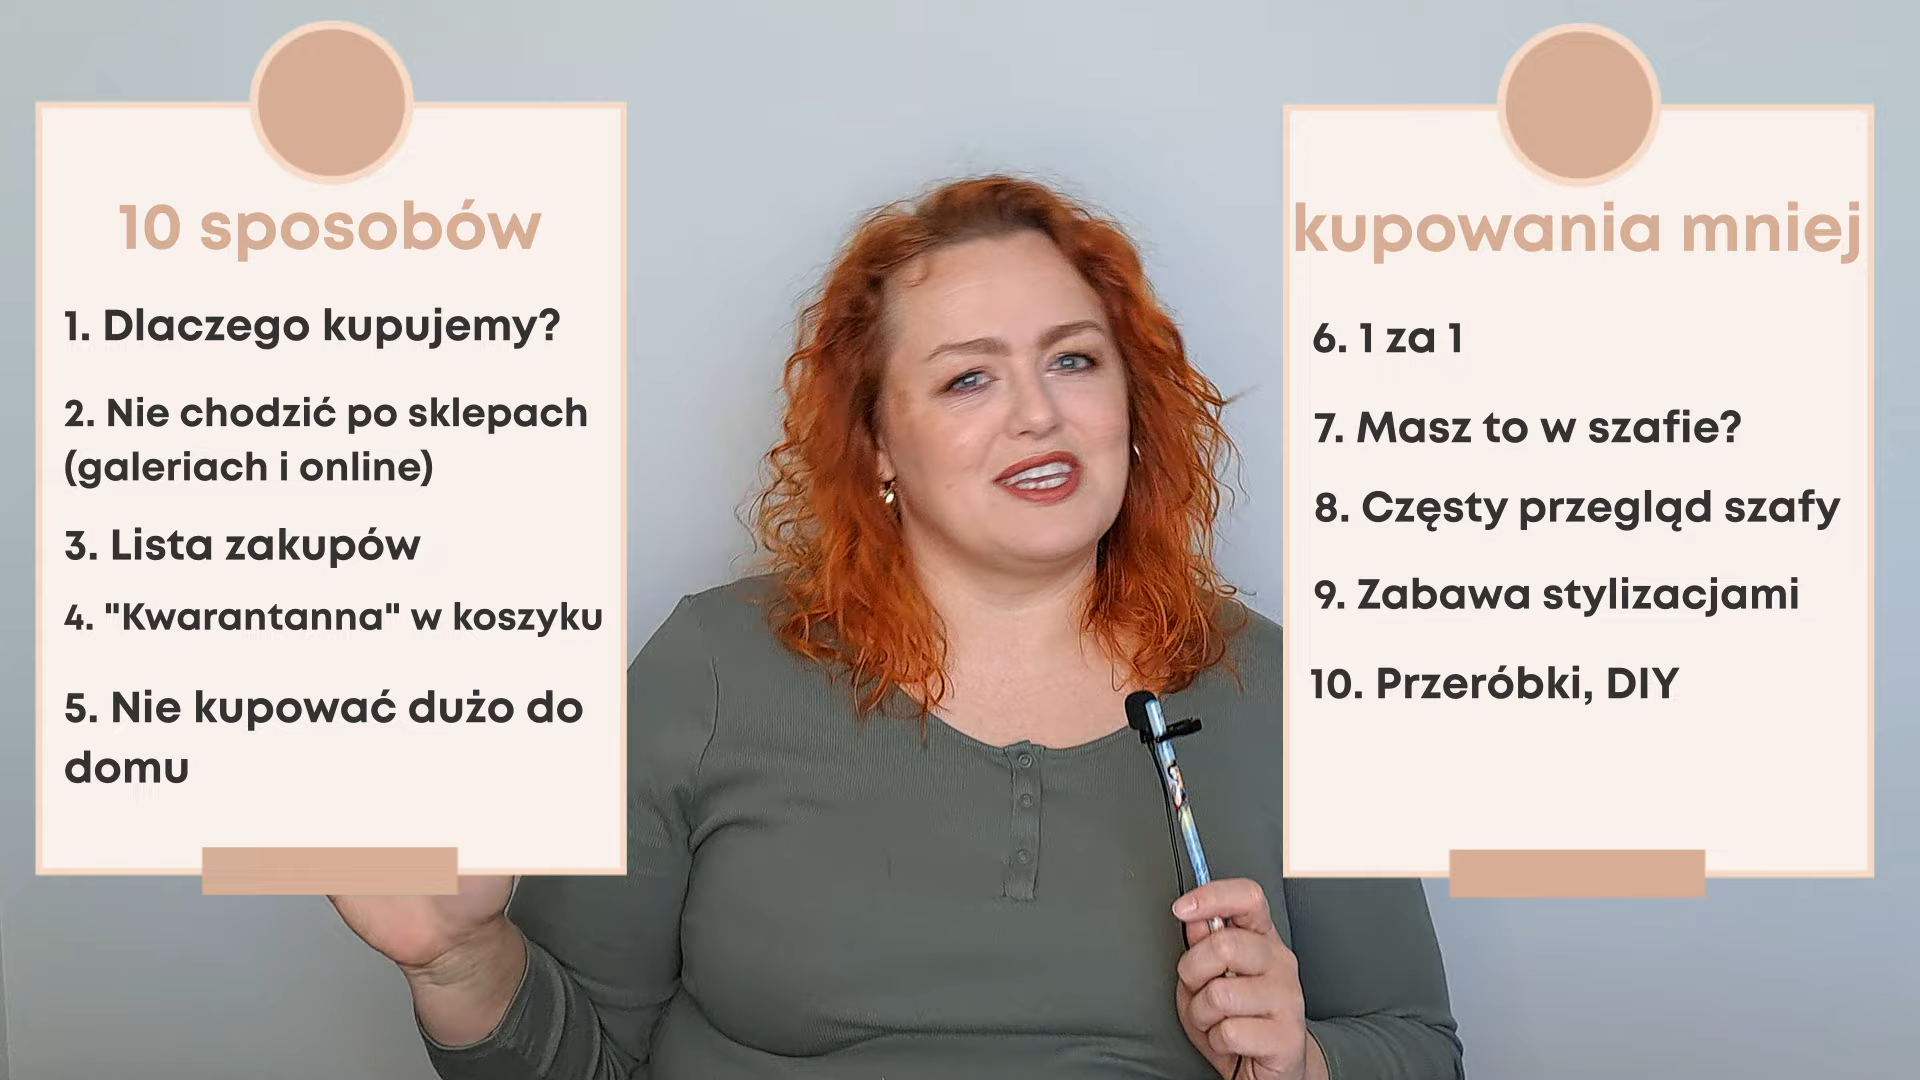 10 sposobów
1. Dlaczego kupujemy?
2. Nie chodzić po sklepach
(galeriach i online)
3. Lista zakupów
4. "Kwarantanna" w koszyku
5. Nie kupować dużo do
domu
kupowania mniej
6. 1 za 1
7. Masz to w szafie?
8. Częsty przegląd szafy
9. Zabawa stylizacjami
10. Przeróbki, DIY